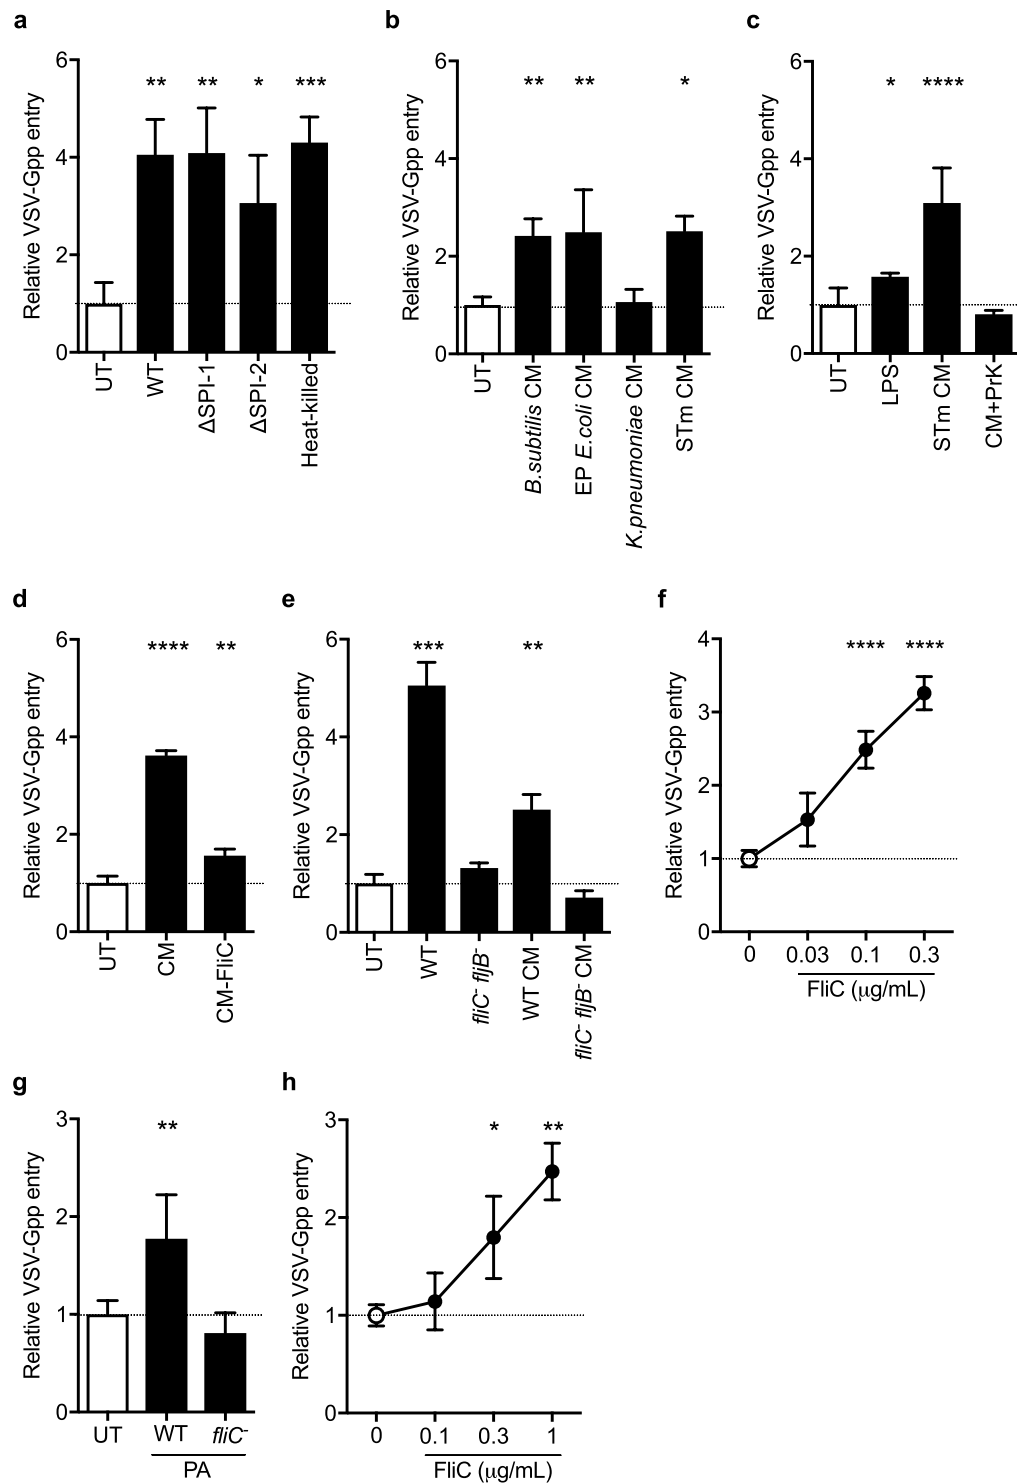 a
Relative VSV-Gpp entry
6
4
2
0
** ** * ***
UT
WT
ΔSPI-1
ΔSPI-2
Heat-killed
b
Relative VSV-Gpp entry
6
4
2
0
** ** *
UT
B.subtilis CM
EP E.coli CM
K.pneumoniae CM
STm CM
c
Relative VSV-Gpp entry
6
4
2
0
* ****
UT
LPS
STm CM
CM+PrK
d
Relative VSV-Gpp entry
6
4
2
0
**** **
UT
CM
CM-FliC
e
Relative VSV-Gpp entry
6
4
2
0
*** **
UT
WT
fliC⁻ fljB⁻
WT CM
fliC⁻ fljB⁻ CM
f
Relative VSV-Gpp entry
4
3
2
1
0
**** ****
0 0.03 0.1 0.3
FliC (µg/mL)
g
Relative VSV-Gpp entry
3
2
1
0
**
UT WT fliC⁻
PA
h
Relative VSV-Gpp entry
3
2
1
0
* **
0 0.1 0.3 1
FliC (µg/mL)